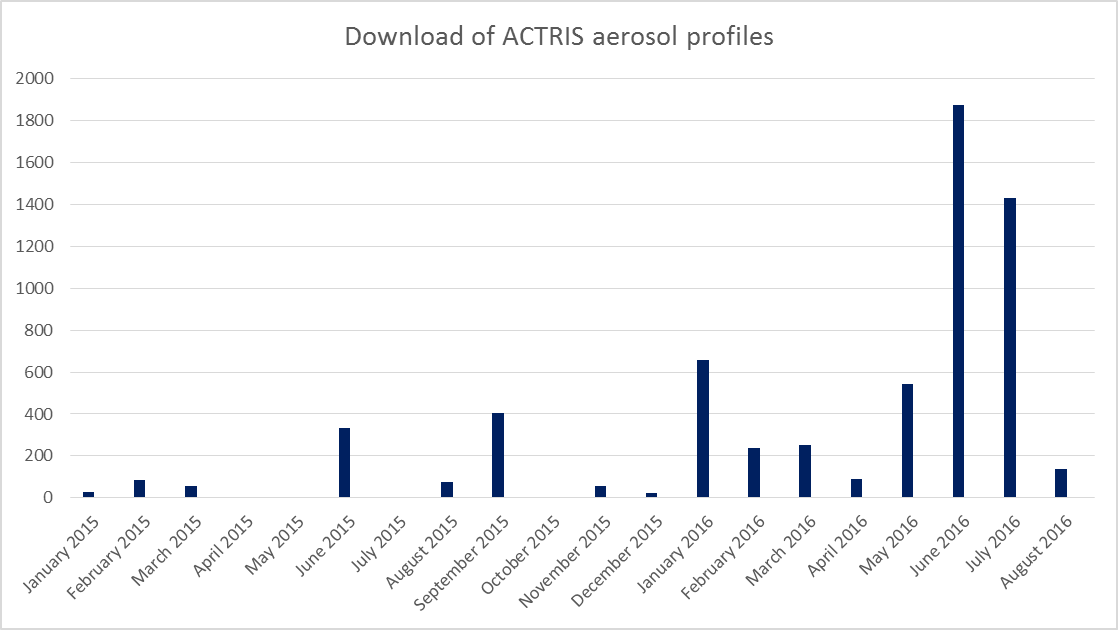 Download of ACTRIS aerosol profiles
2000
1800
1600
1400
1200
1000
800
600
400
200
0
January 2015
February 2015
March 2015
April 2015
May 2015
June 2015
July 2015
August 2015
September 2015
October 2015
November 2015
December 2015
January 2016
February 2016
March 2016
April 2016
May 2016
June 2016
July 2016
August 2016